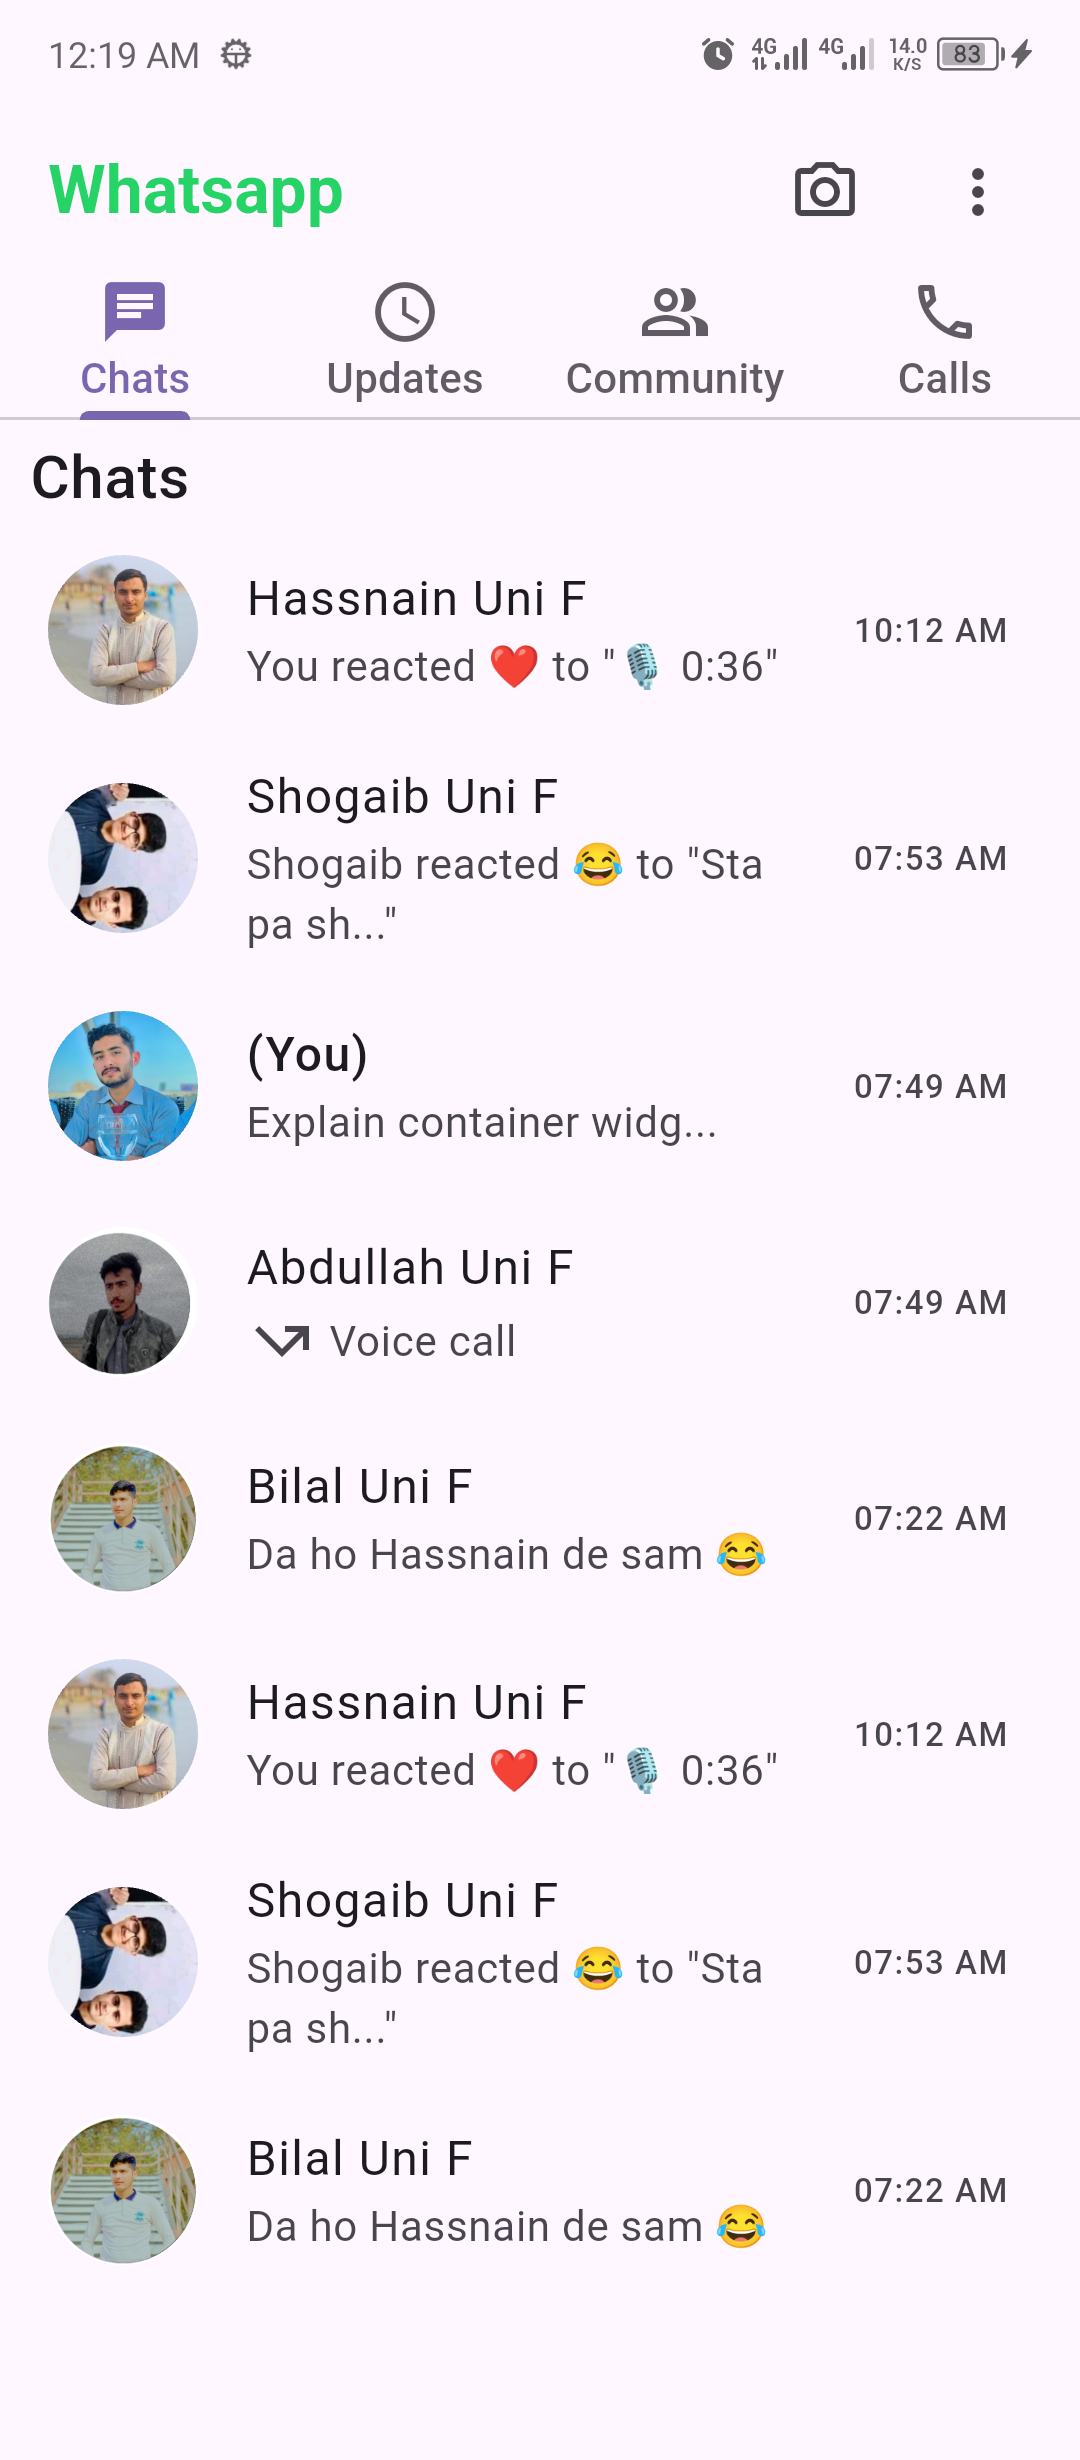 12:19 AM 4G 4G 14.0 K/S 83
Whatsapp
Chats Updates Community Calls
Chats
Hassnain Uni F
You reacted ❤️ to "🎙️ 0:36"
10:12 AM
Shogaib Uni F
Shogaib reacted 😂 to "Sta
pa sh..."
07:53 AM
(You)
Explain container widg...
07:49 AM
Abdullah Uni F
Voice call
07:49 AM
Bilal Uni F
Da ho Hassnain de sam 😂
07:22 AM
Hassnain Uni F
You reacted ❤️ to "🎙️ 0:36"
10:12 AM
Shogaib Uni F
Shogaib reacted 😂 to "Sta
pa sh..."
07:53 AM
Bilal Uni F
Da ho Hassnain de sam 😂
07:22 AM